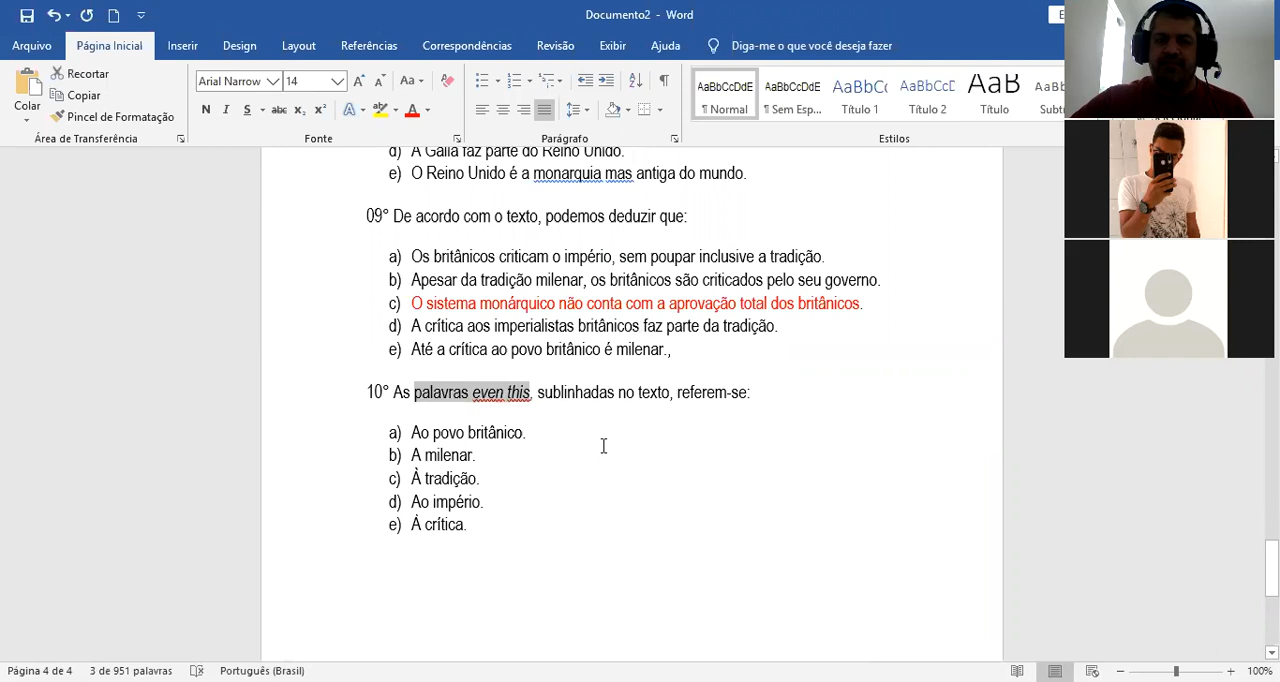 Documento2 - Word
Arquivo Página Inicial Inserir Design Layout Referências Correspondências Revisão Exibir Ajuda Diga-me o que você deseja fazer
Colar
Recortar
Copiar
Pincel de Formatação
Área de Transferência
Arial Narrow 14
Aa
N I S abc x₂ x² A A
Fonte
Parágrafo
AaBbCcDdE AaBbCcDdE AaBbCc AaBbCcD AaB AaBbCcD
¶ Normal ¶ Sem Esp... Título 1 Título 2 Título Subt
Estilos
d) A Gália faz parte do Reino Unido.
e) O Reino Unido é a monarquia mas antiga do mundo.
09° De acordo com o texto, podemos deduzir que:
a) Os britânicos criticam o império, sem poupar inclusive a tradição.
b) Apesar da tradição milenar, os britânicos são criticados pelo seu governo.
c) O sistema monárquico não conta com a aprovação total dos britânicos.
d) A crítica aos imperialistas britânicos faz parte da tradição.
e) Até a crítica ao povo britânico é milenar.,
10° As palavras even this, sublinhadas no texto, referem-se:
a) Ao povo britânico.
b) A milenar.
c) À tradição.
d) Ao império.
e) À crítica.
Página 4 de 4 3 de 951 palavras Português (Brasil) 100%